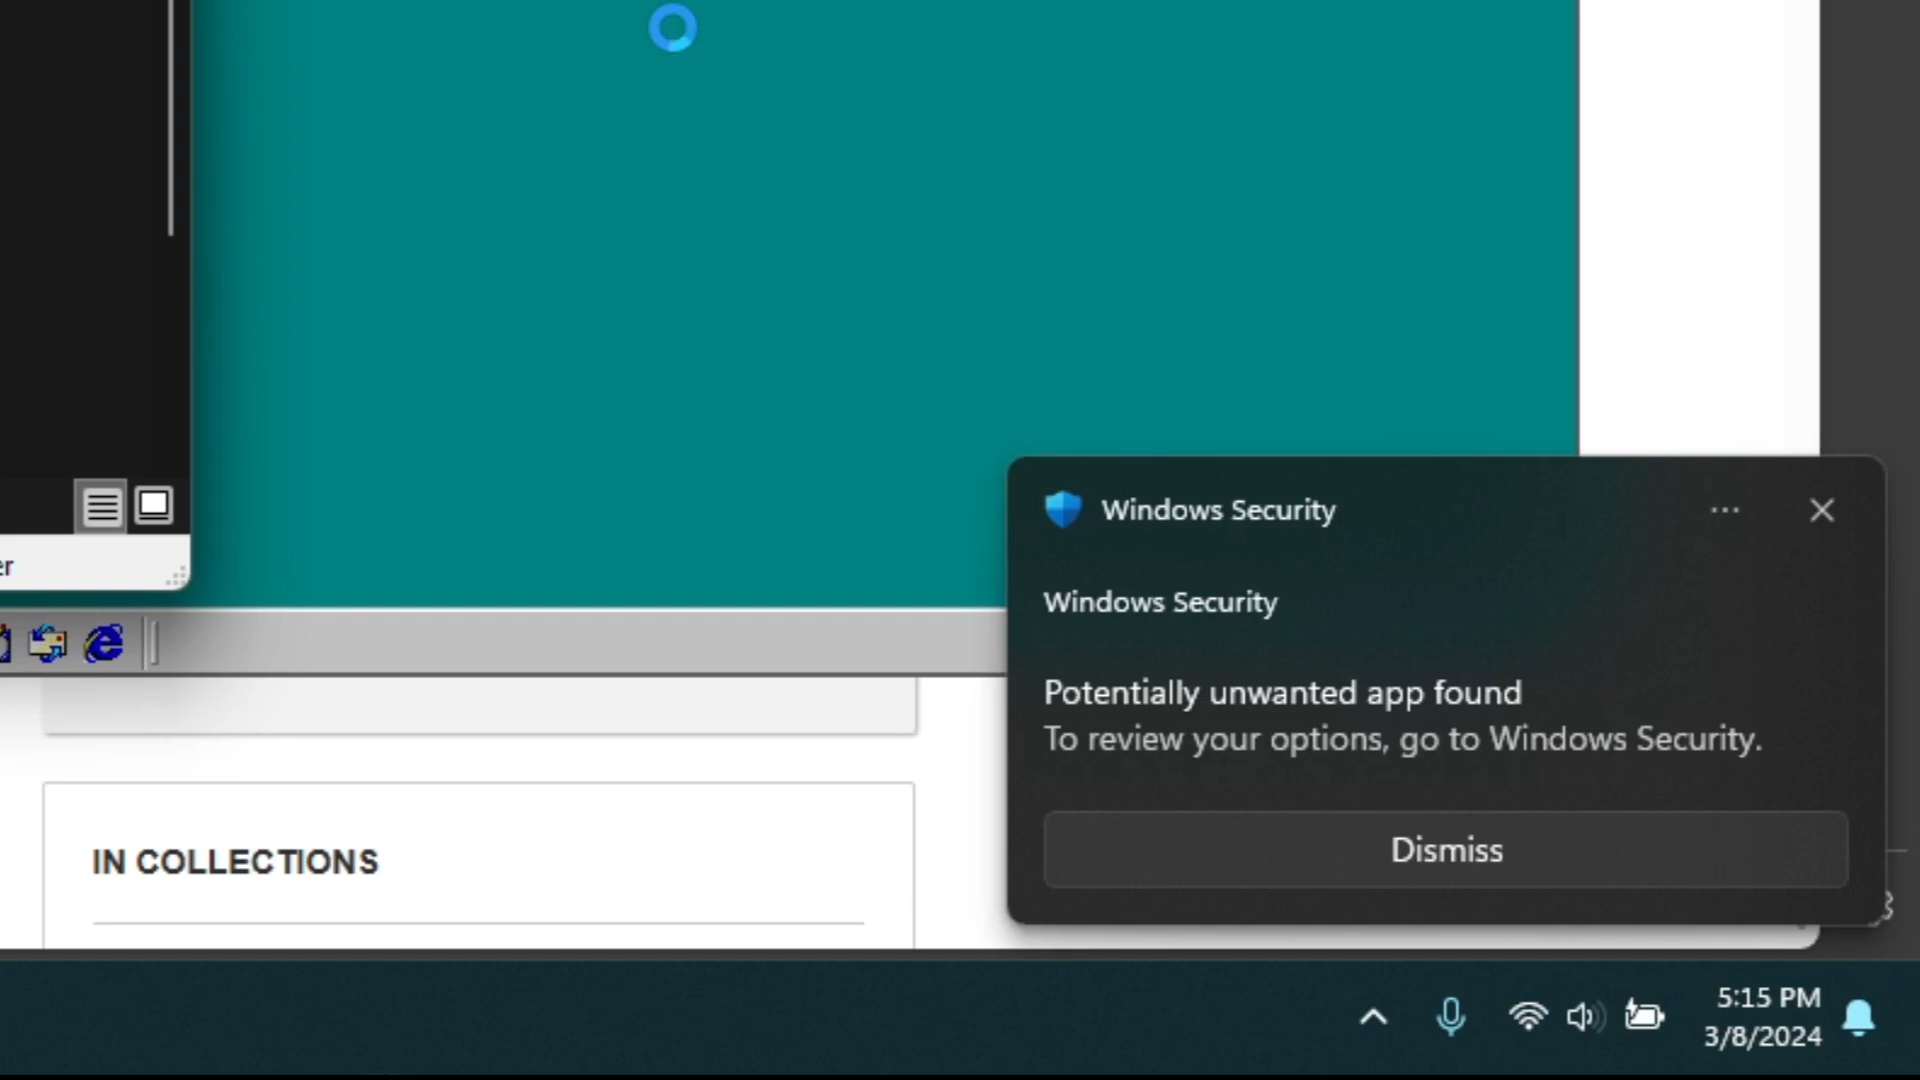 er
Windows Security
Windows Security
Potentially unwanted app found
To review your options, go to Windows Security.
Dismiss
IN COLLECTIONS
5:15 PM
3/8/2024